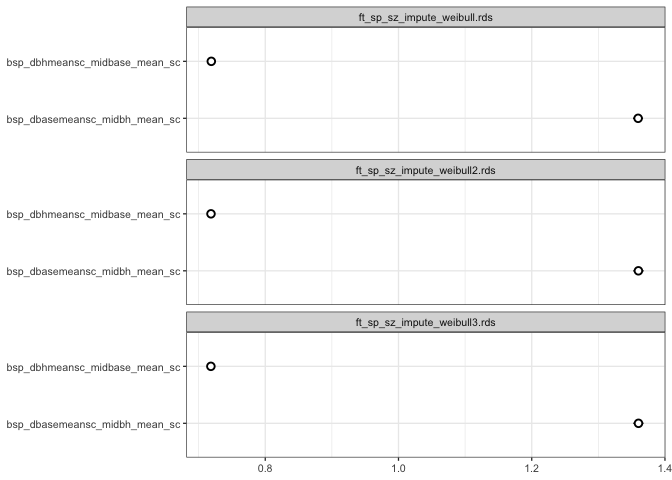 ft_sp_sz_impute_weibull.rds
bsp_dbhmeansc_midbase_mean_sc
bsp_dbasemeansc_midbh_mean_sc
ft_sp_sz_impute_weibull2.rds
bsp_dbhmeansc_midbase_mean_sc
bsp_dbasemeansc_midbh_mean_sc
ft_sp_sz_impute_weibull3.rds
bsp_dbhmeansc_midbase_mean_sc
bsp_dbasemeansc_midbh_mean_sc
0.8 1.0 1.2 1.4